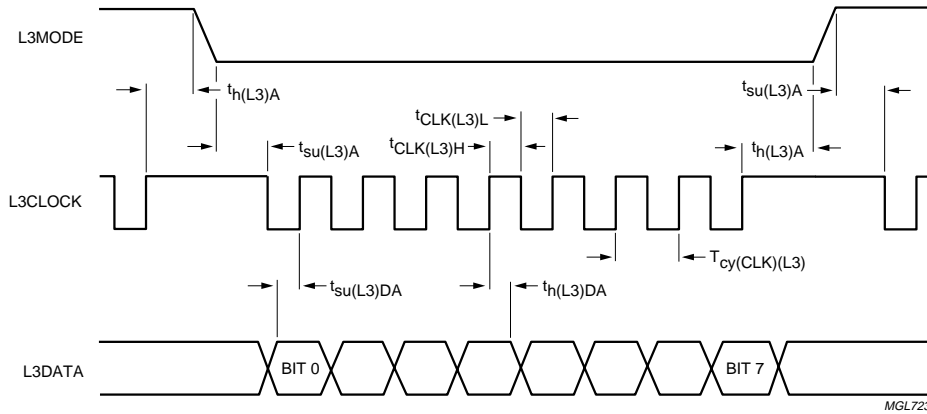 L3MODE
th(L3)A
tsu(L3)A
tCLK(L3)L
tCLK(L3)H
tsu(L3)A
th(L3)A
L3CLOCK
Tcy(CLK)(L3)
tsu(L3)DA
th(L3)DA
L3DATA
BIT 0
BIT 7
MGL723